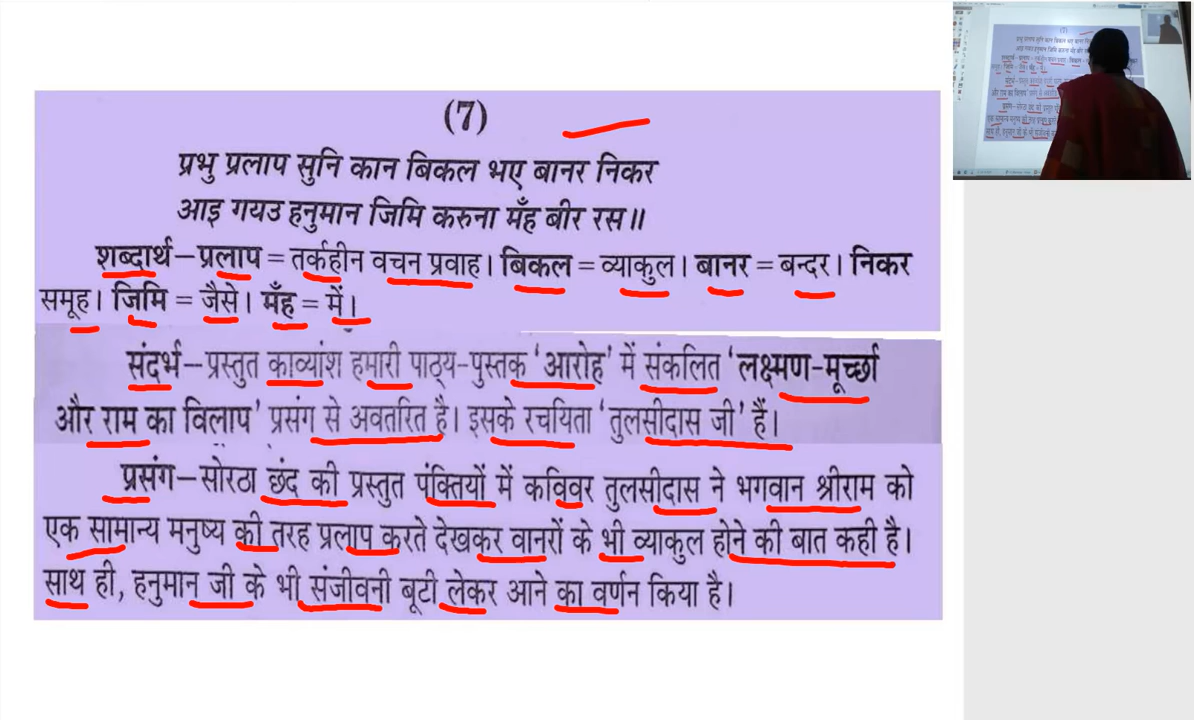 (7)
प्रभु प्रलाप सुनि कान बिकल भए बानर निकर
आइ गयउ हनुमान जिमि करुना मँह बीर रस॥
शब्दार्थ–प्रलाप = तर्कहीन वचन प्रवाह। बिकल = व्याकुल। बानर = बन्दर। निकर
समूह। जिमि = जैसे। मँह = में।
संदर्भ–प्रस्तुत काव्यांश हमारी पाठ्य-पुस्तक 'आरोह' में संकलित 'लक्ष्मण-मूर्च्छा
और राम का विलाप' प्रसंग से अवतरित है। इसके रचयिता 'तुलसीदास जी' हैं।
प्रसंग–सोरठा छंद की प्रस्तुत पंक्तियों में कविवर तुलसीदास ने भगवान श्रीराम को
एक सामान्य मनुष्य की तरह प्रलाप करते देखकर वानरों के भी व्याकुल होने की बात कही है।
साथ ही, हनुमान जी के भी संजीवनी बूटी लेकर आने का वर्णन किया है।